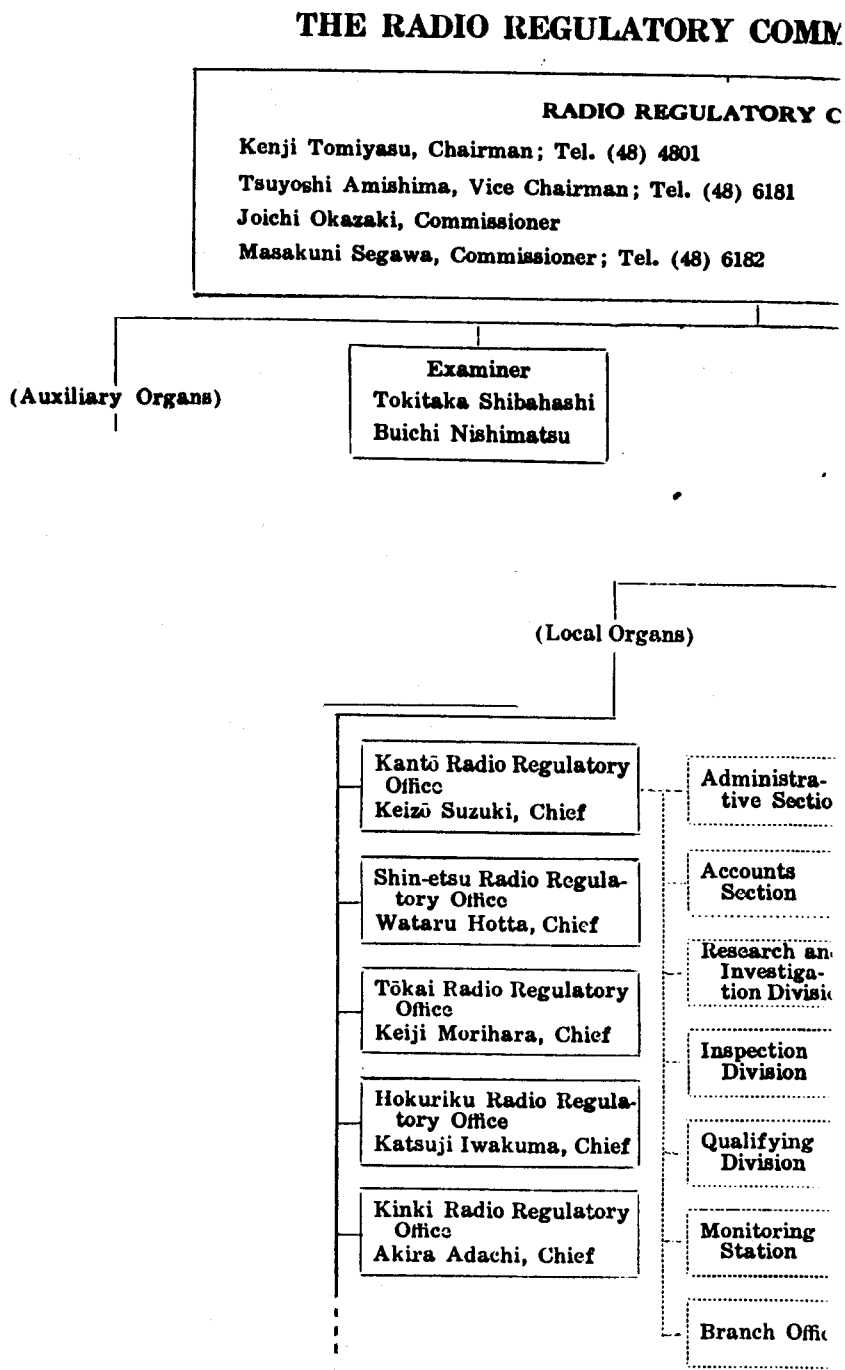 THE RADIO REGULATORY COMM
RADIO REGULATORY C
Kenji Tomiyasu, Chairman; Tel. (48) 4801
Tsuyoshi Amishima, Vice Chairman; Tel. (48) 6181
Joichi Okazaki, Commissioner
Masakuni Segawa, Commissioner; Tel. (48) 6182
(Auxiliary Organs)
Examiner
Tokitaka Shibahashi
Buichi Nishimatsu
(Local Organs)
Kantō Radio Regulatory
Office
Keizō Suzuki, Chief
Shin-etsu Radio Regula-
tory Office
Wataru Hotta, Chief
Tōkai Radio Regulatory
Office
Keiji Morihara, Chief
Hokuriku Radio Regula-
tory Office
Katsuji Iwakuma, Chief
Kinki Radio Regulatory
Office
Akira Adachi, Chief
Administra-
tive Sectio
Accounts
Section
Research an
Investiga-
tion Divisi
Inspection
Division
Qualifying
Division
Monitoring
Station
Branch Offic